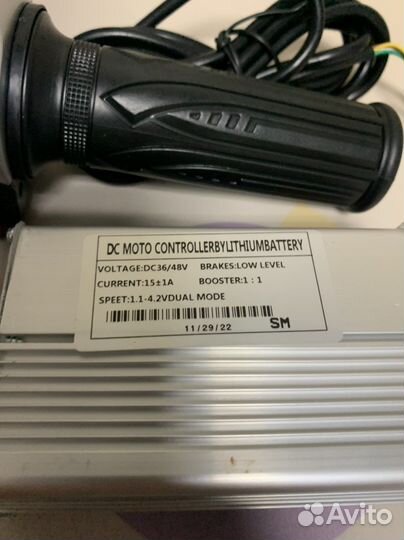 DC MOTO CONTROLLERBYLITHIUMBATTERY
VOLTAGE:DC36/48V BRAKES:LOW LEVEL
CURRENT:15±1A BOOSTER:1 : 1
SPEET:1.1-4.2VDUAL MODE
11/29/22 SM
Avito